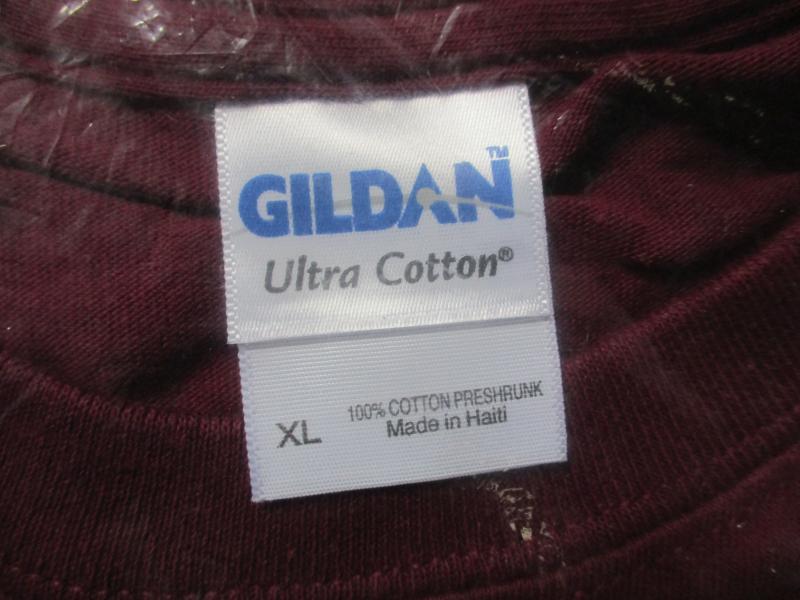 GILDAN™
Ultra Cotton®
XL
100% COTTON PRESHRUNK
Made in Haiti